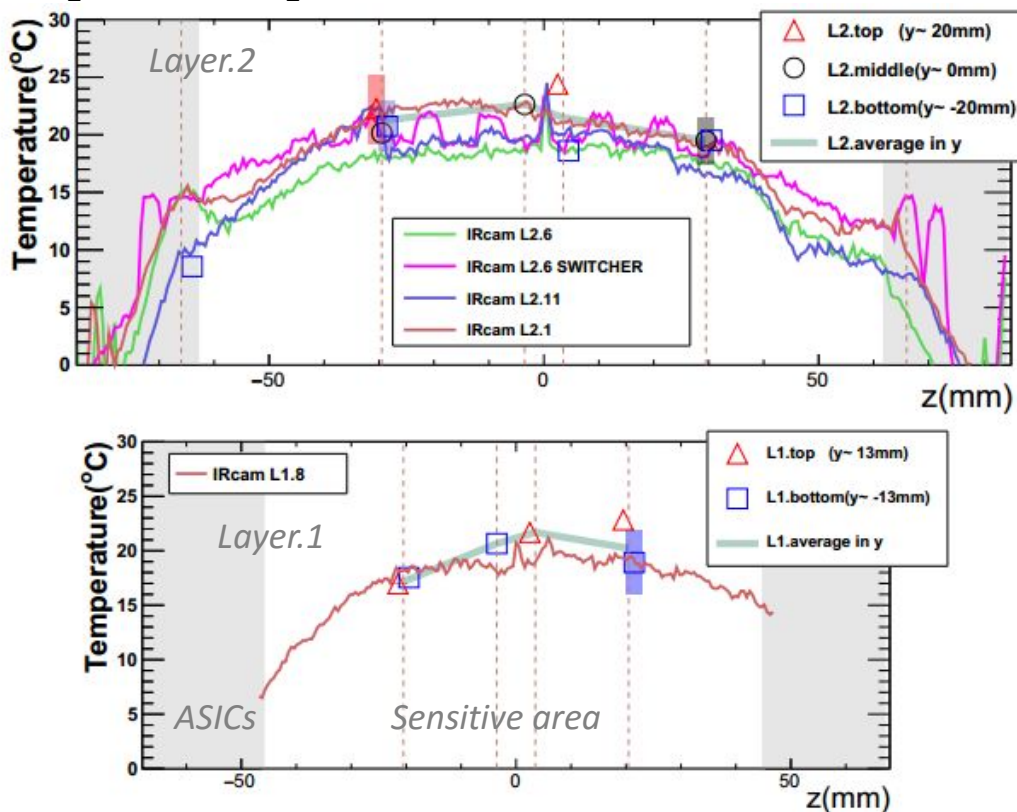 Temperature(°C)
30
25
20
15
10
5
0
Layer.2
L2.top (y~ 20mm)
L2.middle(y~ 0mm)
L2.bottom(y~ -20mm)
L2.average in y
IRcam L2.6
IRcam L2.6 SWITCHER
IRcam L2.11
IRcam L2.1
−50
0
50
z(mm)
Temperature(°C)
30
25
20
15
10
5
0
IRcam L1.8
Layer.1
L1.top (y~ 13mm)
L1.bottom(y~ -13mm)
L1.average in y
ASICs
Sensitive area
−50
0
50
z(mm)